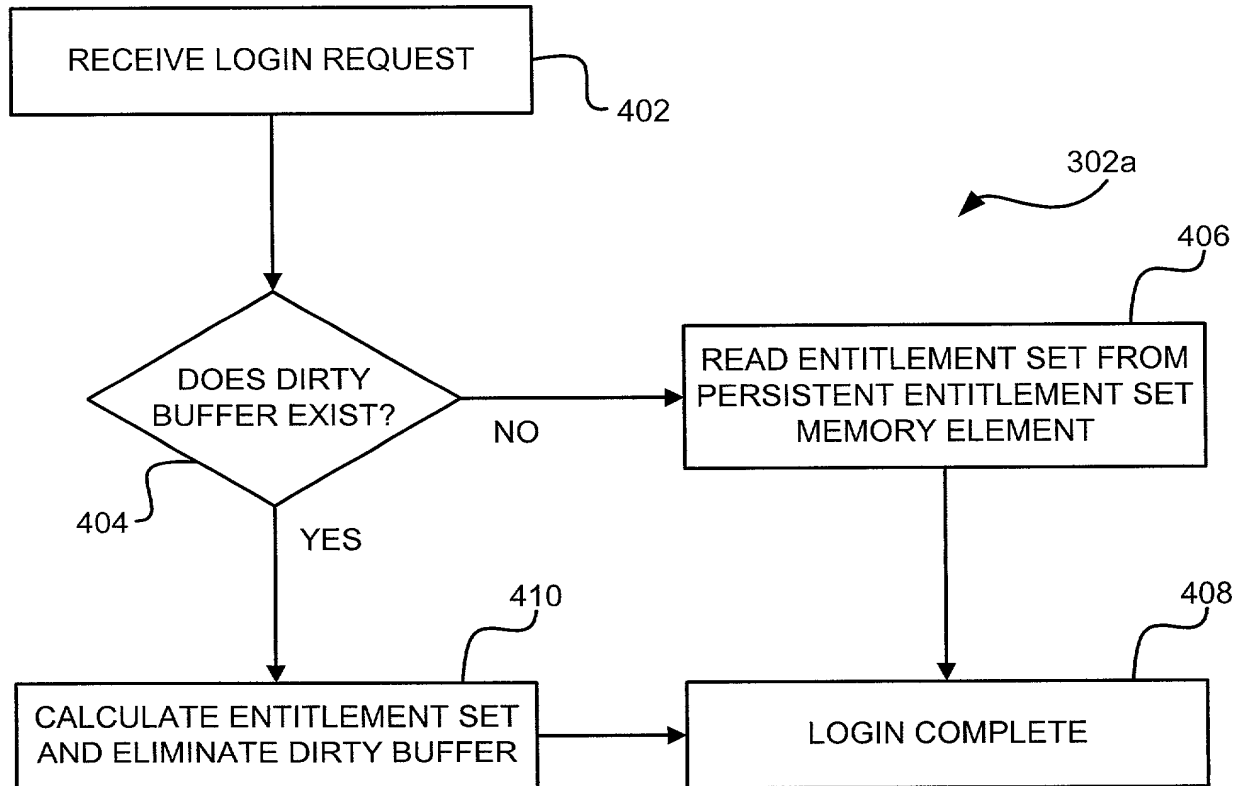 RECEIVE LOGIN REQUEST
402
302a
406
DOES DIRTY
BUFFER EXIST?
NO
READ ENTITLEMENT SET FROM
PERSISTENT ENTITLEMENT SET
MEMORY ELEMENT
404
YES
410
408
CALCULATE ENTITLEMENT SET
AND ELIMINATE DIRTY BUFFER
LOGIN COMPLETE